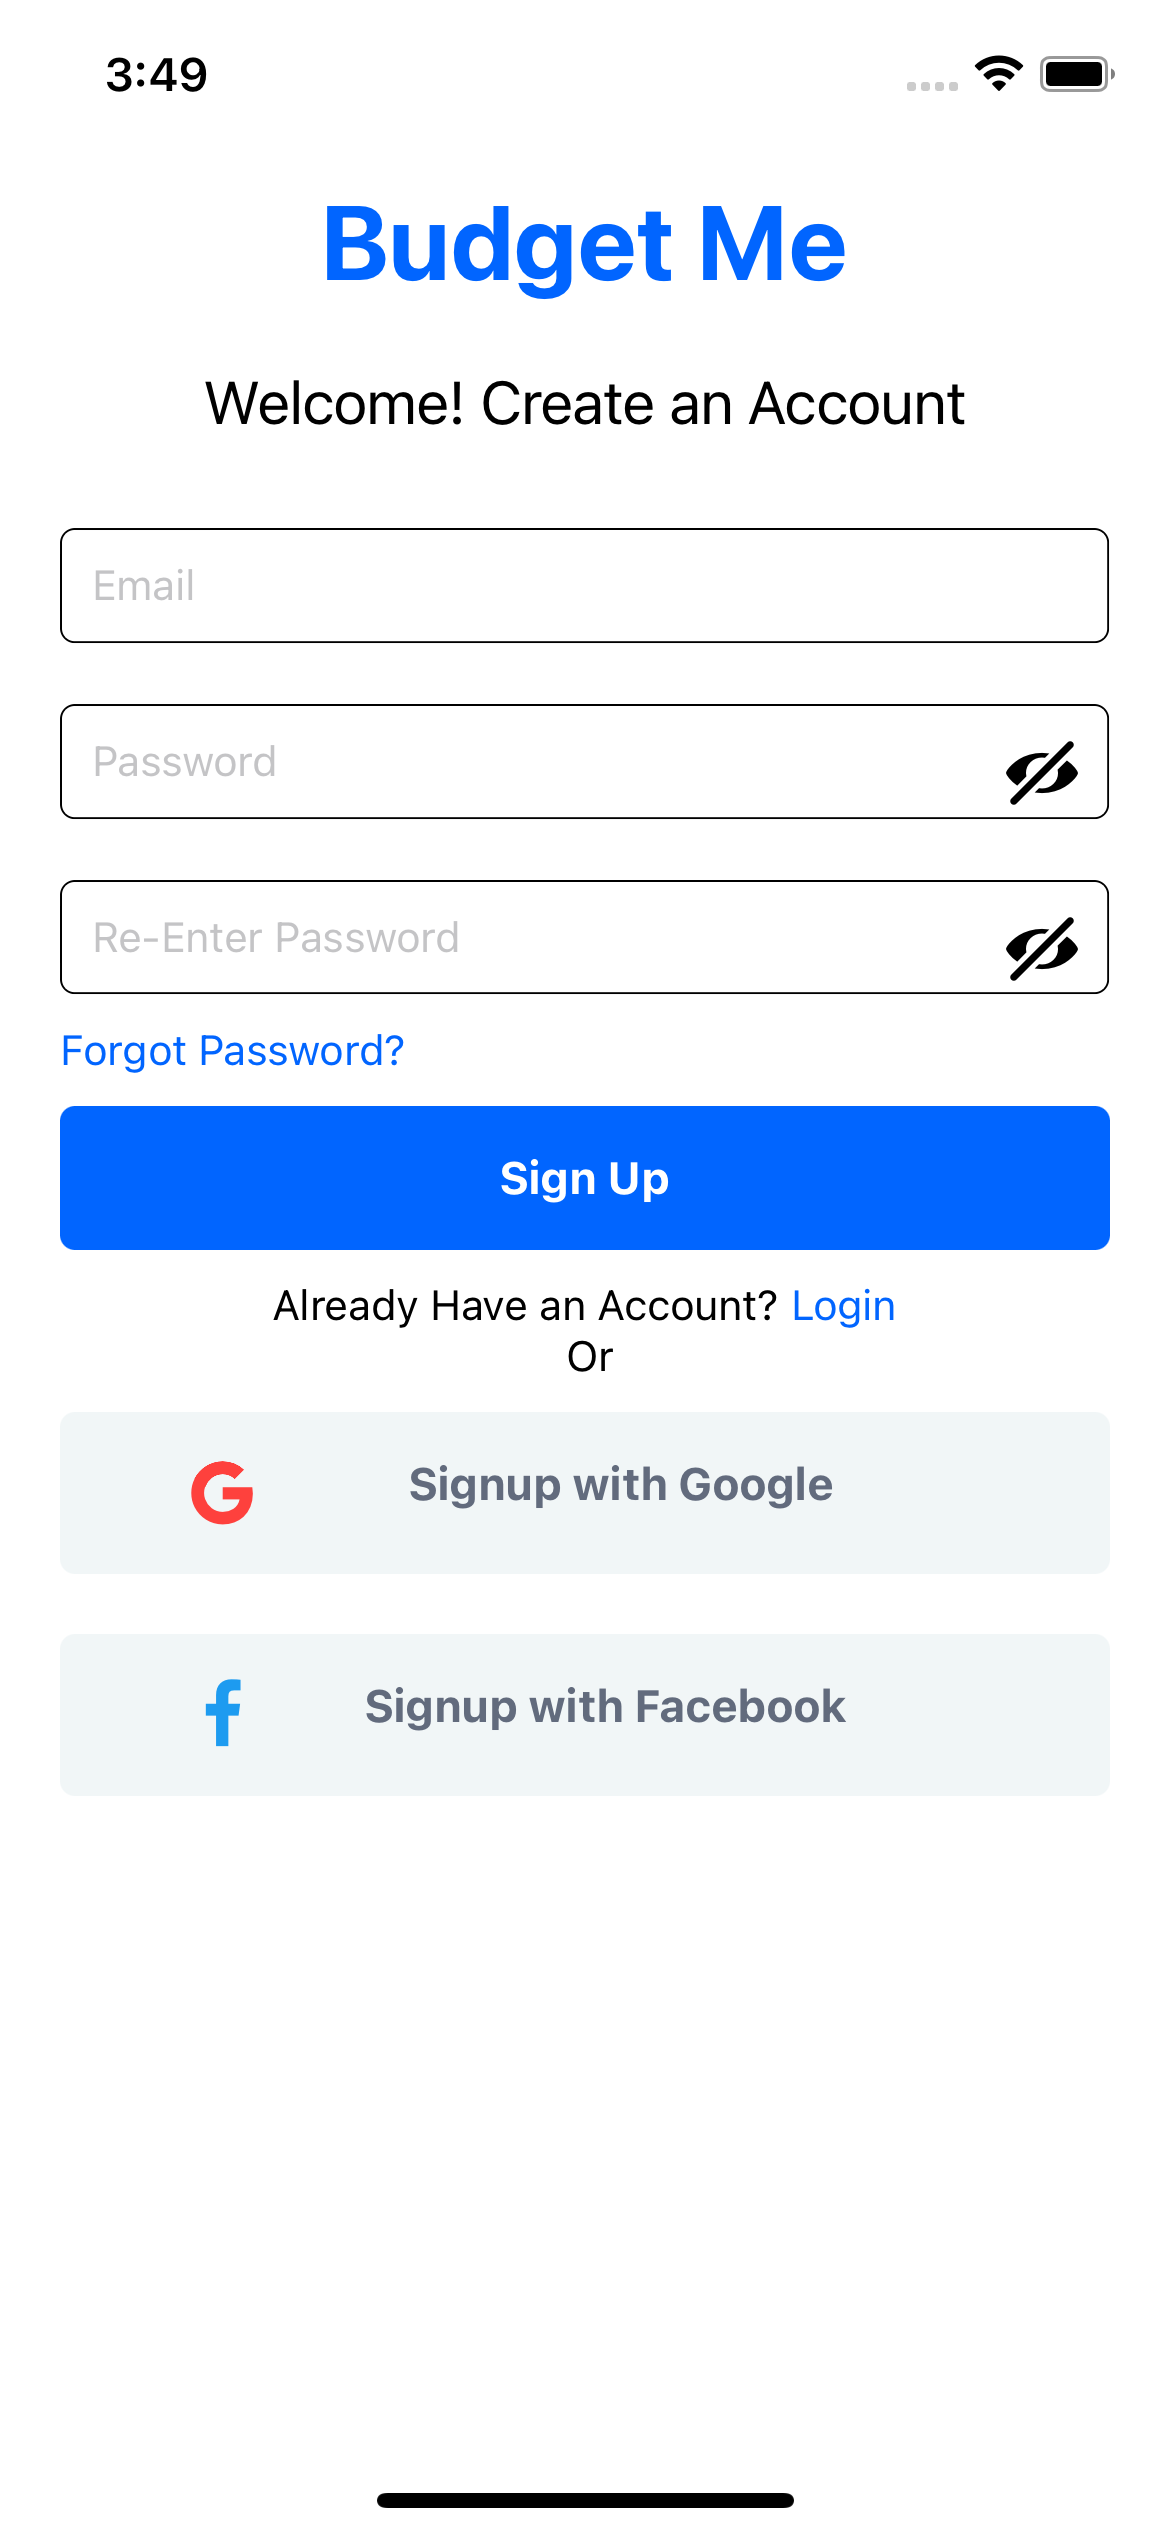 3:49
Budget Me
Welcome! Create an Account
Email
Password
Re-Enter Password
Forgot Password?
Sign Up
Already Have an Account? Login
Or
Signup with Google
Signup with Facebook